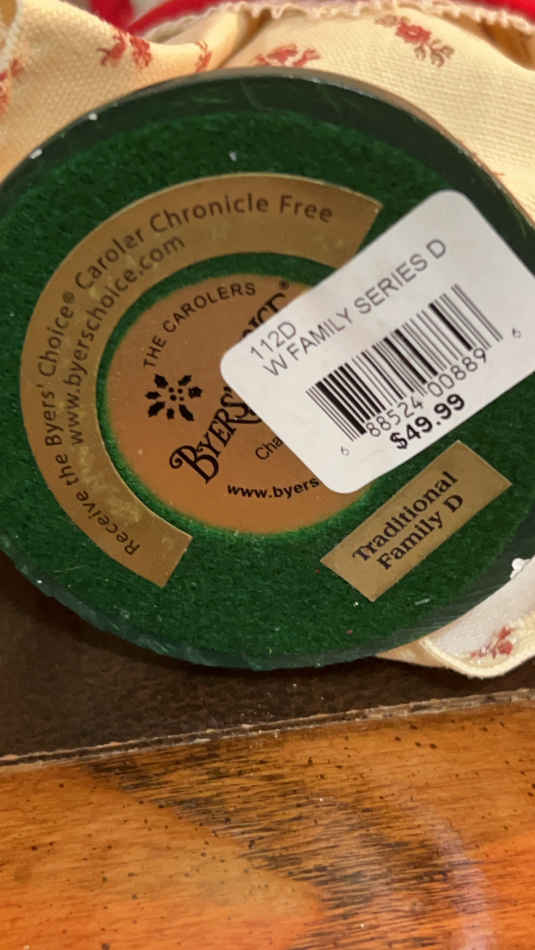 Receive the Byers' Choice® Carolar Chronicle Free
www.byerschoice.com
THE CAROLERS
®
www.byers
112D
W FAMILY SERIES D
6 88524 00889 6
$49.99
Traditional
Family D